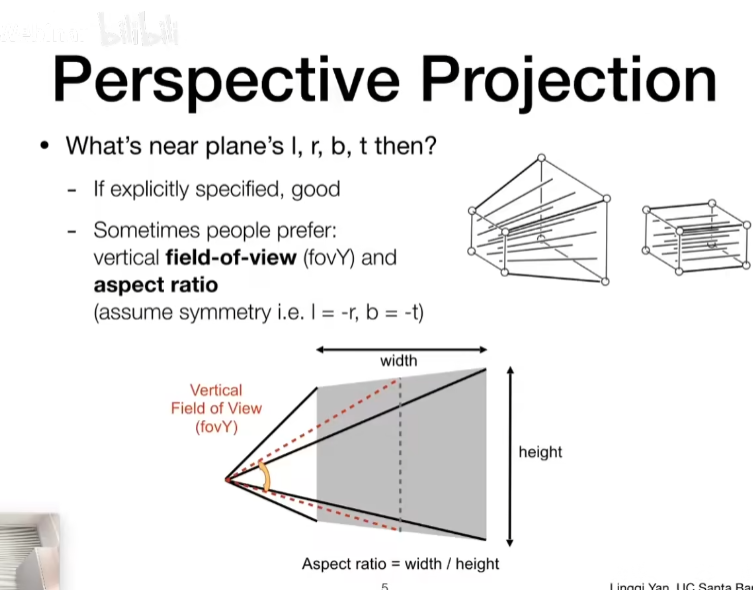 bilibili
Perspective Projection
• What's near plane's l, r, b, t then?
- If explicitly specified, good
- Sometimes people prefer:
vertical field-of-view (fovY) and
aspect ratio
(assume symmetry i.e. l = -r, b = -t)
width
Vertical
Field of View
(fovY)
height
Aspect ratio = width / height
5
Lingqi Yan, UC Santa